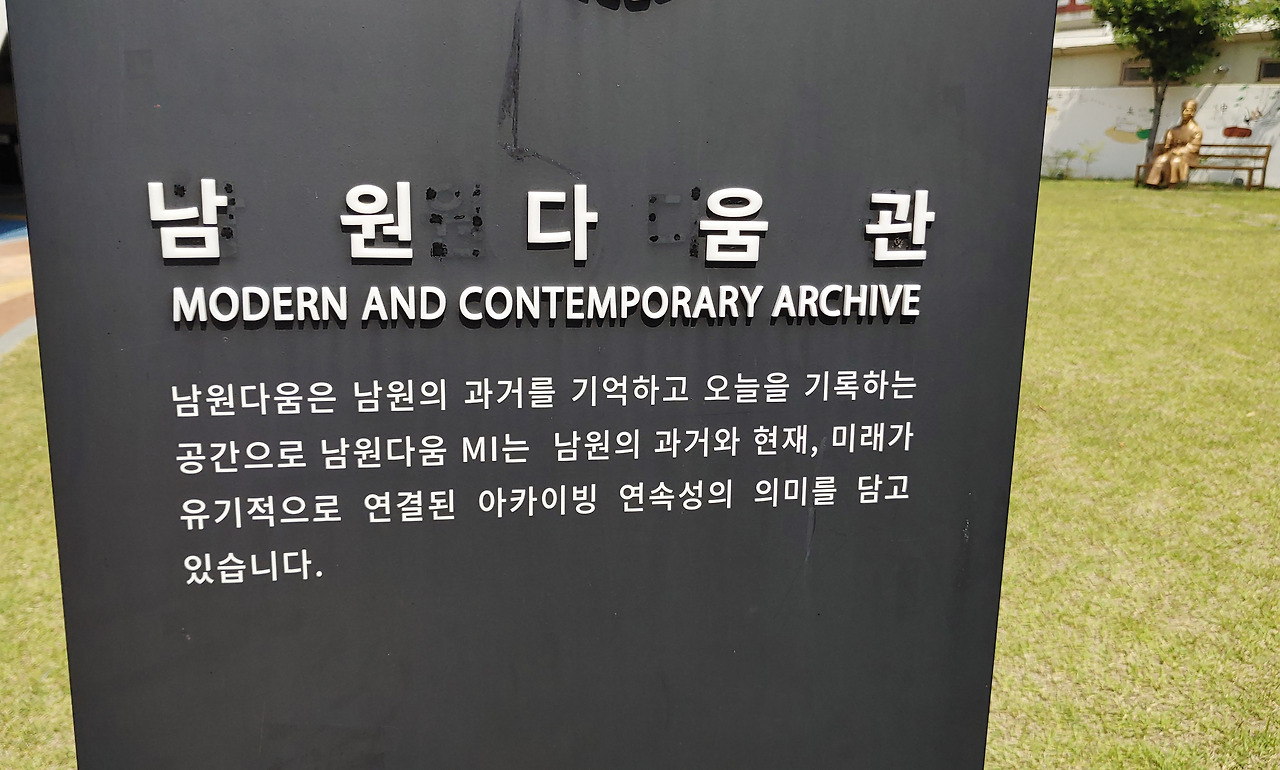 남원다움관
MODERN AND CONTEMPORARY ARCHIVE
남원다움은 남원의 과거를 기억하고 오늘을 기록하는
공간으로 남원다움 MI는 남원의 과거와 현재, 미래가
유기적으로 연결된 아카이빙 연속성의 의미를 담고
있습니다.